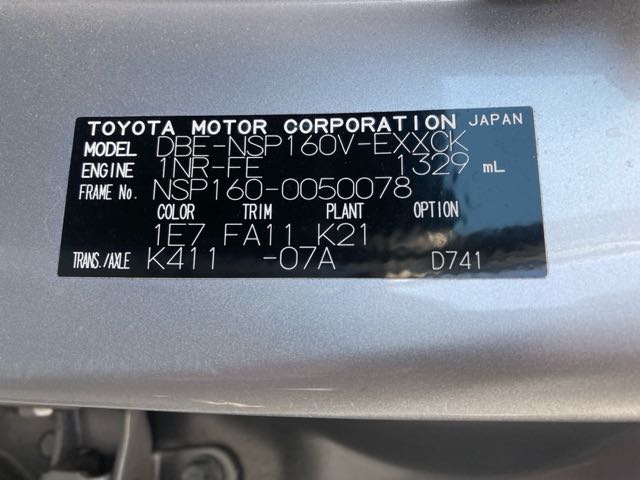 TOYOTA MOTOR CORPORATION JAPAN
MODEL DBE-NSP160V-EXXCK
ENGINE 1NR-FE 1329 mL
FRAME No. NSP160-0050078
COLOR TRIM PLANT OPTION
1E7 FA11 K21
TRANS./AXLE K411 -07A D741